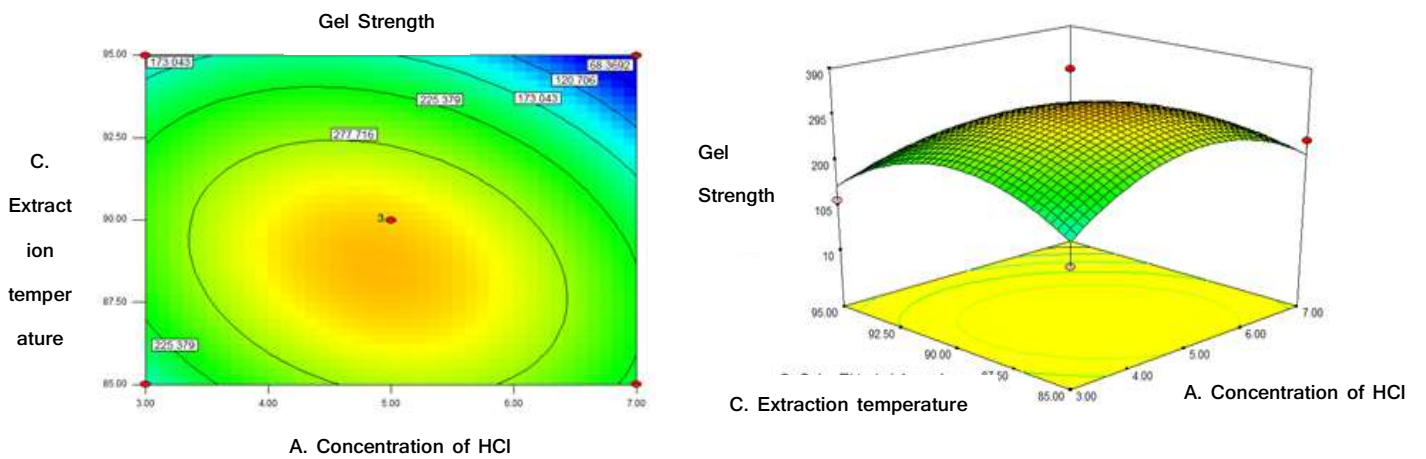 Gel Strength
95.00
92.50
90.00
87.50
85.00
C.
Extract
ion
temper
ature
173.043
68.3692
120.706
173.043
225.379
277.716
3
225.379
3.00
4.00
5.00
6.00
7.00
A. Concentration of HCl
390
295
200
105
10
Gel
Strength
95.00
92.50
90.00
85.00
3.00
4.00
5.00
6.00
7.00
C. Extraction temperature
A. Concentration of HCl